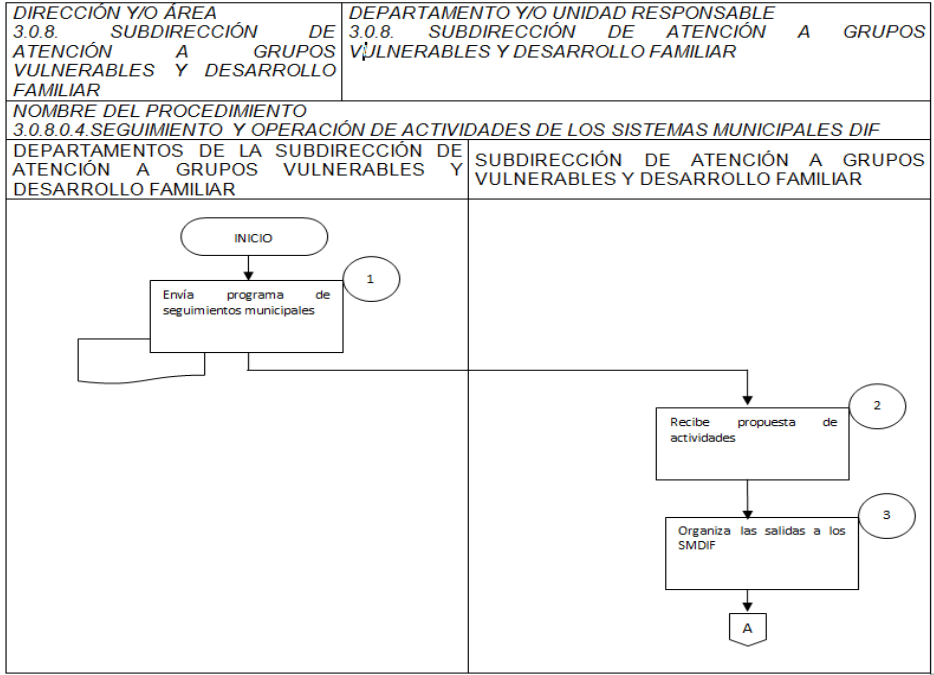 DIRECCIÓN Y/O ÁREA
3.0.8. SUBDIRECCIÓN DE
ATENCIÓN A GRUPOS
VULNERABLES Y DESARROLLO
FAMILIAR
DEPARTAMENTO Y/O UNIDAD RESPONSABLE
3.0.8. SUBDIRECCIÓN DE ATENCIÓN A GRUPOS
VULNERABLES Y DESARROLLO FAMILIAR
NOMBRE DEL PROCEDIMIENTO
3.0.8.0.4.SEGUIMIENTO Y OPERACIÓN DE ACTIVIDADES DE LOS SISTEMAS MUNICIPALES DIF
DEPARTAMENTOS DE LA SUBDIRECCIÓN DE
ATENCIÓN A GRUPOS VULNERABLES Y
DESARROLLO FAMILIAR
SUBDIRECCIÓN DE ATENCIÓN A GRUPOS
VULNERABLES Y DESARROLLO FAMILIAR
INICIO
1
Envía programa de
seguimientos municipales
2
Recibe propuesta de
actividades
3
Organiza las salidas a los
SMDIF
A